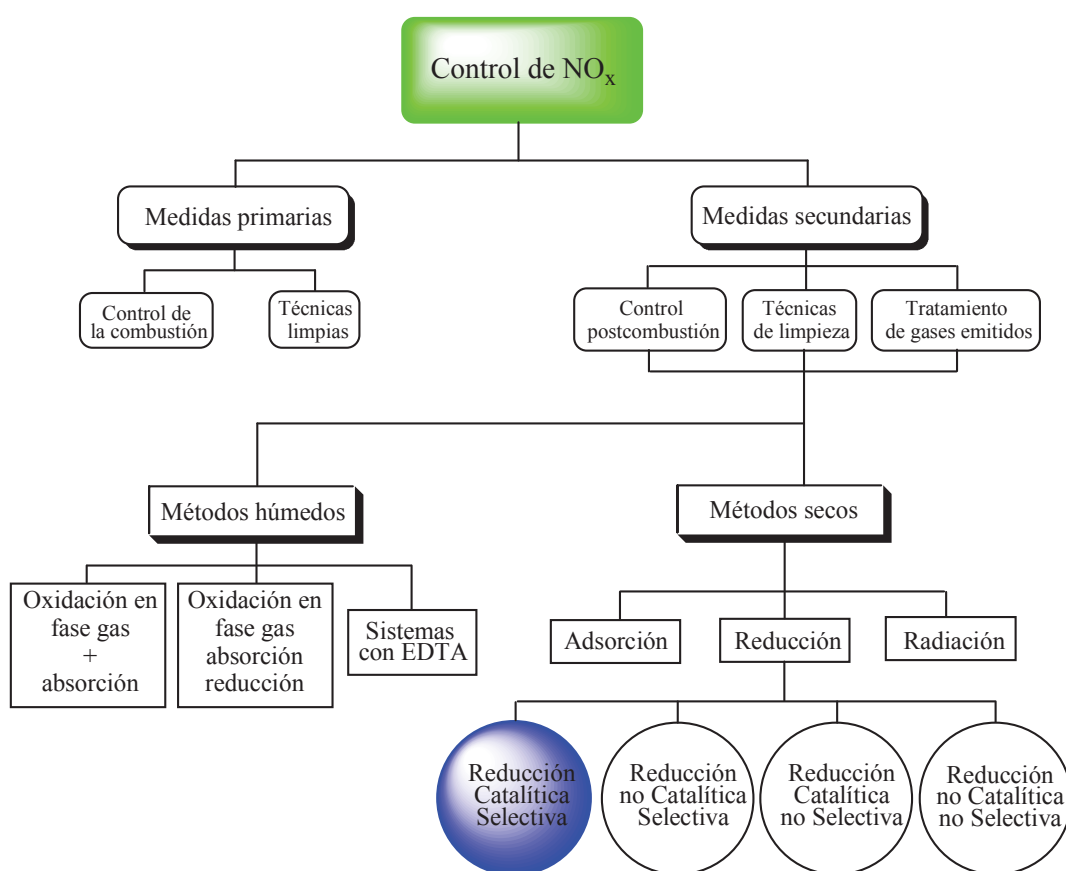 Control de NOx
Medidas primarias
Medidas secundarias
Control de
la combustión
Técnicas
limpias
Control
postcombustión
Técnicas
de limpieza
Tratamiento
de gases emitidos
Métodos húmedos
Métodos secos
Oxidación en
fase gas
+
absorción
Oxidación en
fase gas
absorción
reducción
Sistemas
con EDTA
Adsorción
Reducción
Radiación
Reducción
Catalítica
Selectiva
Reducción
no Catalítica
Selectiva
Reducción
Catalítica
no Selectiva
Reducción
no Catalítica
no Selectiva